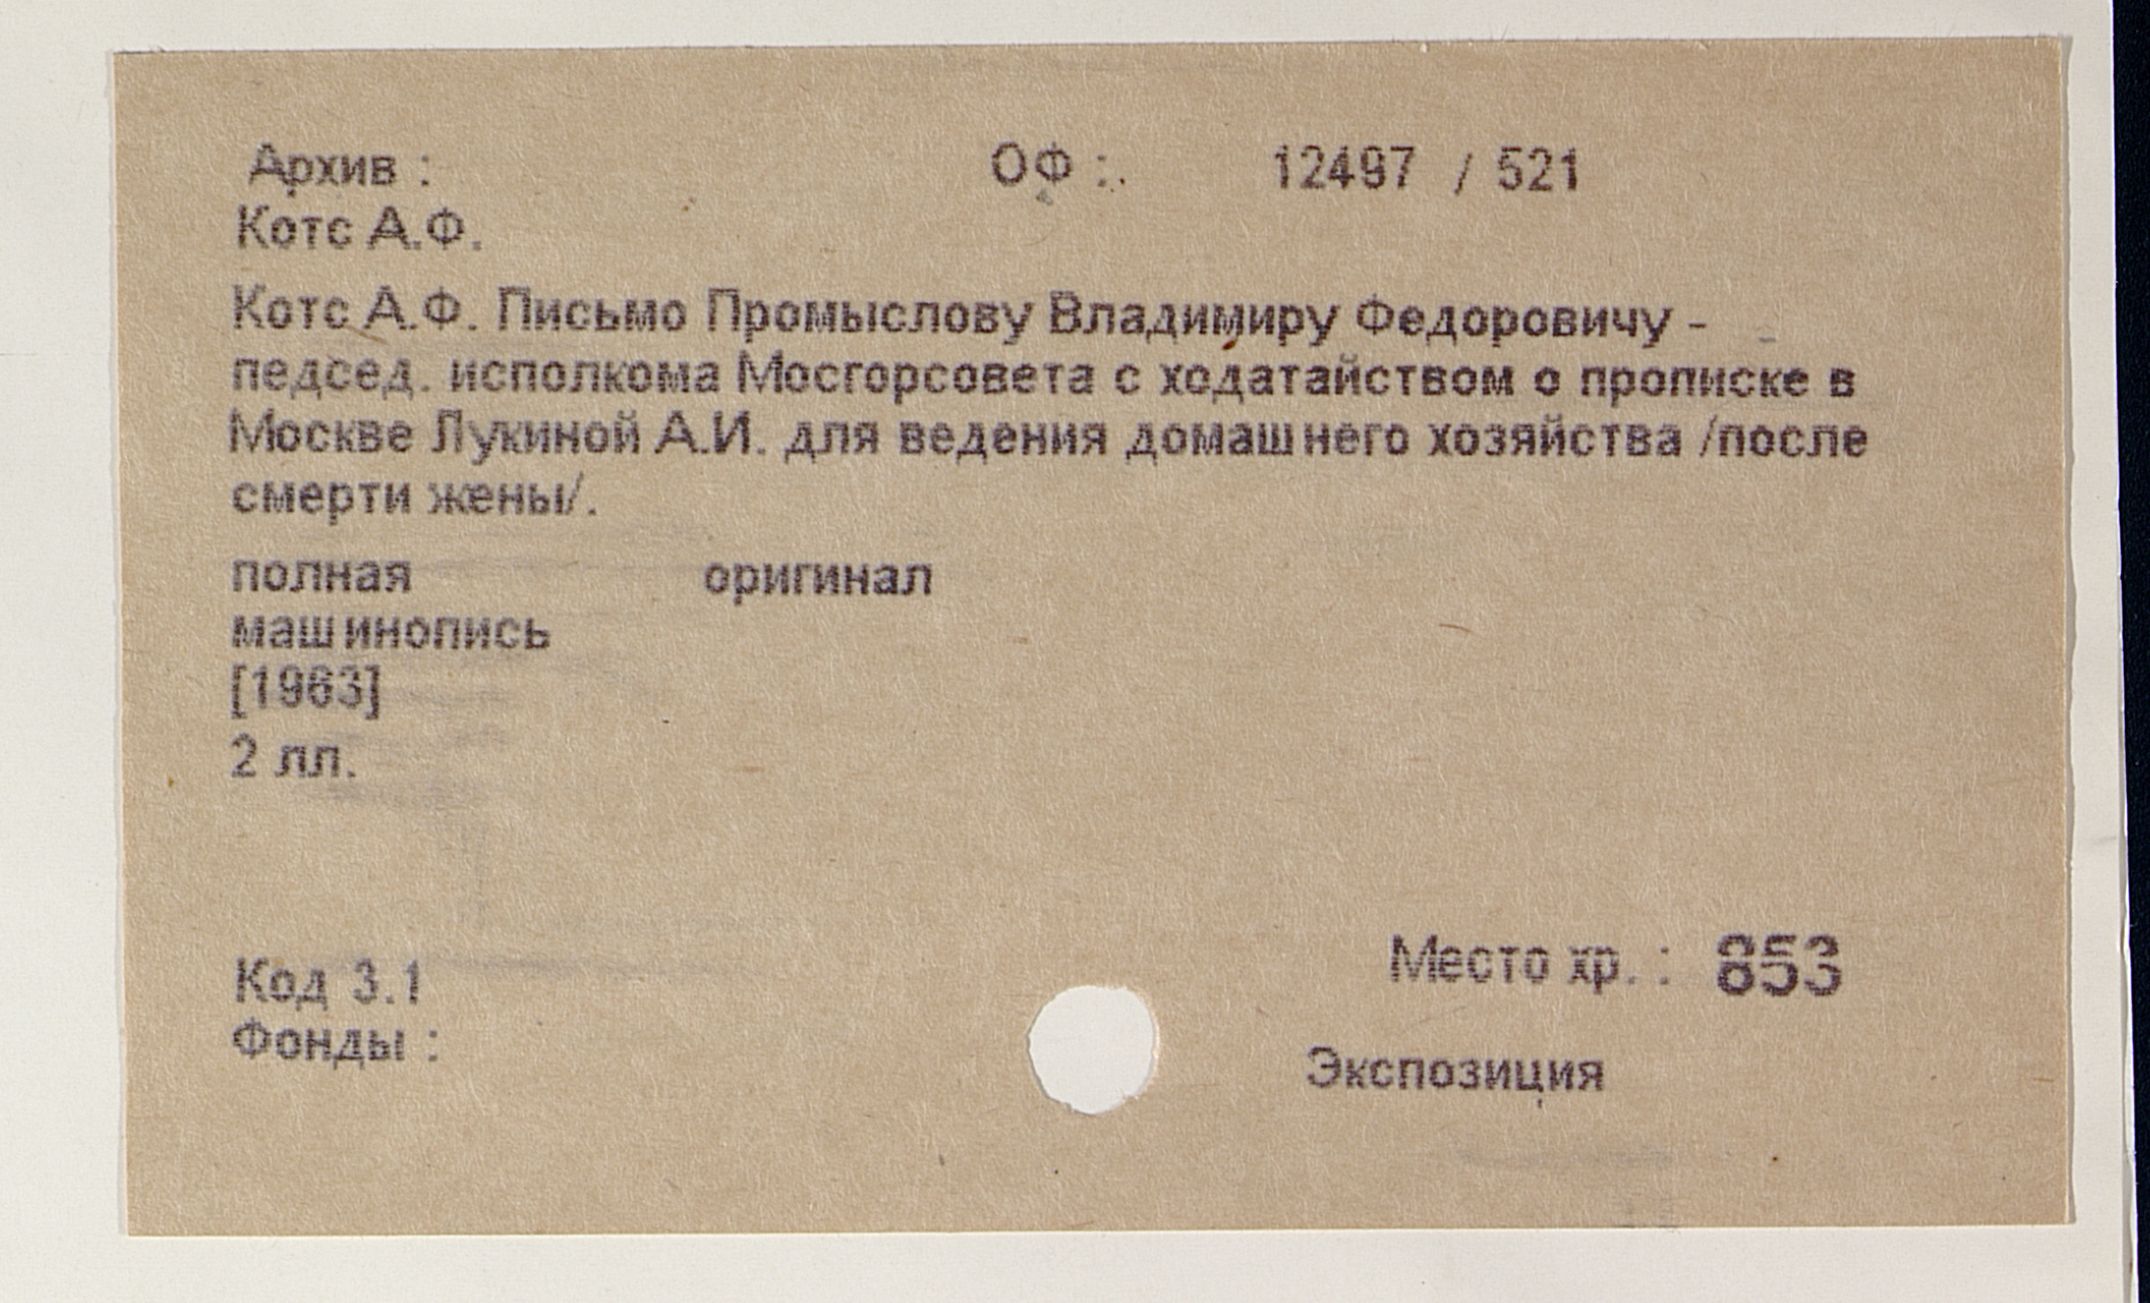 Архив : ОФ : 12497 / 521
Котс А.Ф.
Котс А.Ф. Письмо Промыслову Владимиру Федоровичу -
педсед. исполкома Мосгорсовета с ходатайством о прописке в
Москве Лукиной А.И. для ведения домашнего хозяйства /после
смерти жены/.
полная оригинал
машинопись
[1963]
2 лл.
Место хр. : 853
Код 3.1
Фонды :
Экспозиция